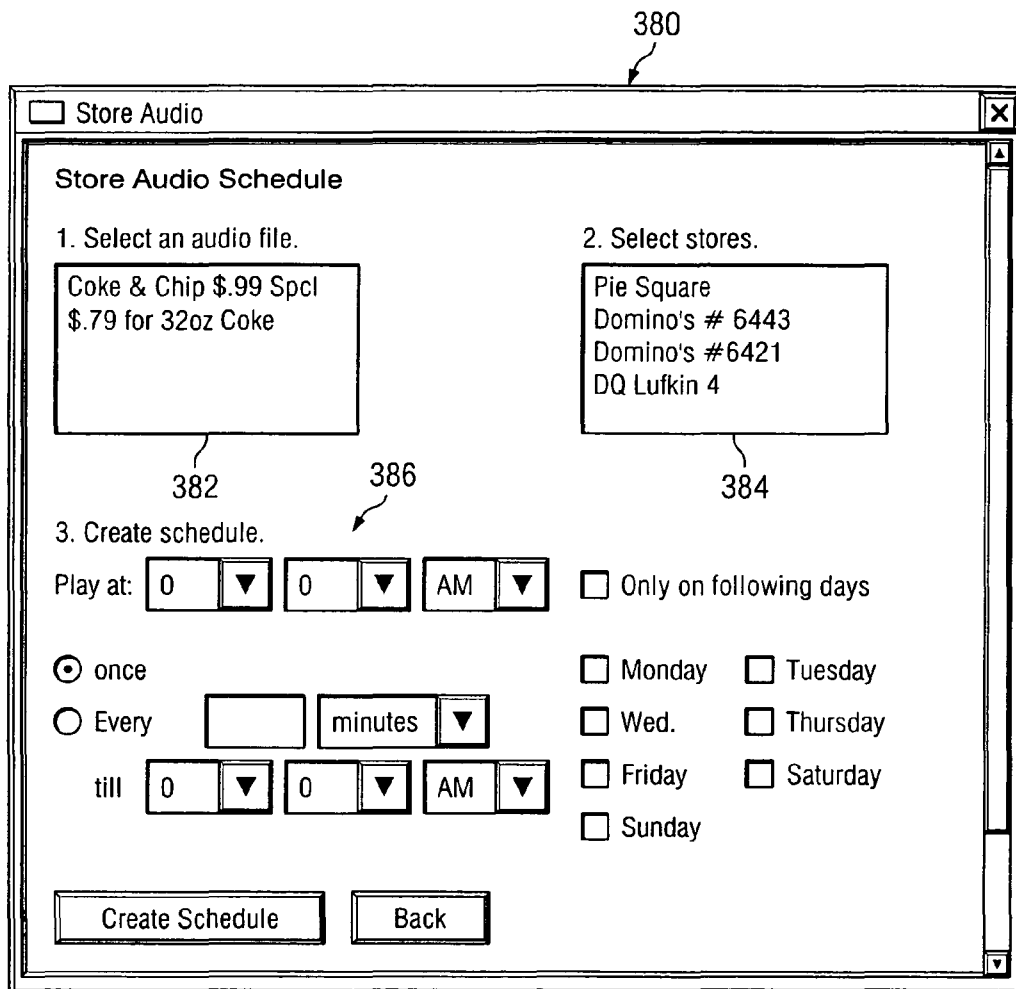 380
Store Audio
Store Audio Schedule
1. Select an audio file.
2. Select stores.
Coke & Chip $.99 Spcl
$.79 for 32oz Coke
Pie Square
Domino's # 6443
Domino's #6421
DQ Lufkin 4
382
386
384
3. Create schedule.
Play at: 0 0 AM
Only on following days
once
Monday Tuesday
Every minutes
Wed. Thursday
till 0 0 AM
Friday Saturday
Sunday
Create Schedule Back